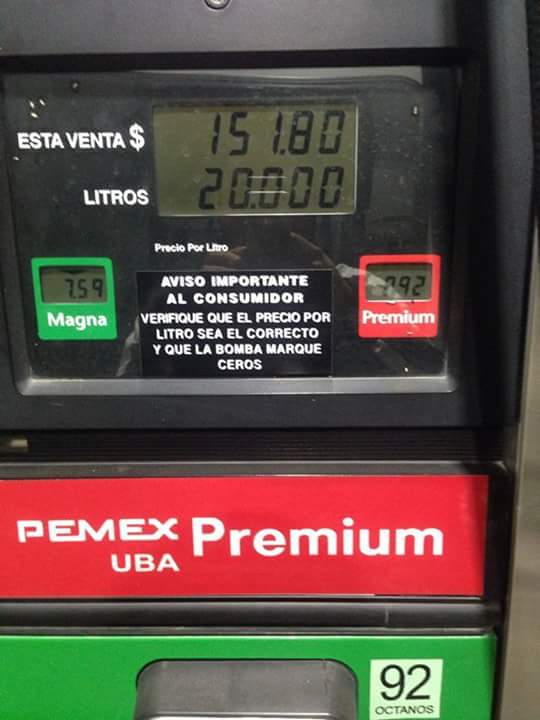 ESTA VENTA $ 151.80
LITROS 20.000
Precio Por Litro
7.59
Magna
AVISO IMPORTANTE
AL CONSUMIDOR
VERIFIQUE QUE EL PRECIO POR
LITRO SEA EL CORRECTO
Y QUE LA BOMBA MARQUE
CEROS
Premium
PEMEX Premium
UBA
92
OCTANOS